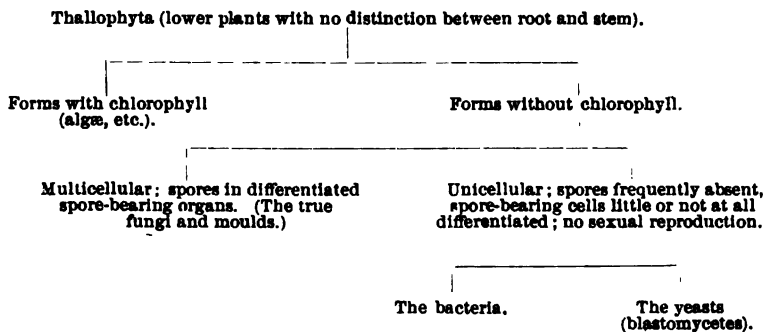 Thallophyta (lower plants with no distinction between root and stem).
Forms with chlorophyll
(algæ, etc.).
Forms without chlorophyll.
Multicellular; spores in differentiated
spore-bearing organs. (The true
fungi and moulds.)
Unicellular; spores frequently absent,
spore-bearing cells little or not at all
differentiated; no sexual reproduction.
The bacteria.
The yeasts
(blastomycetes).